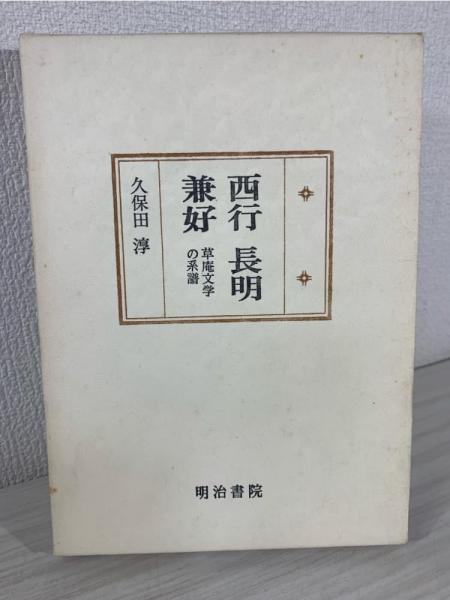 西行 長明
兼好
草庵文学
の系譜
久保田 淳
明治書院